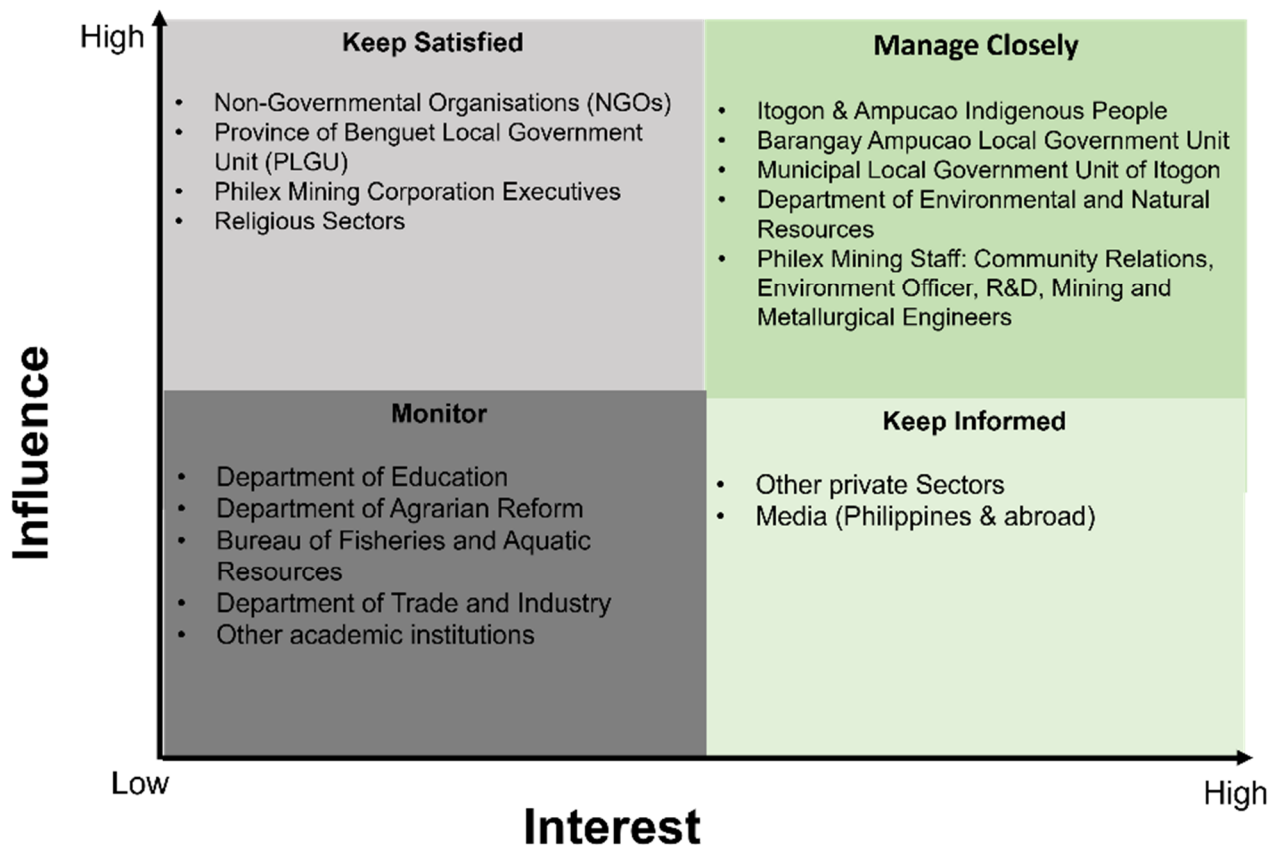 High
Keep Satisfied
• Non-Governmental Organisations (NGOs)
• Province of Benguet Local Government
Unit (PLGU)
• Philex Mining Corporation Executives
• Religious Sectors
Manage Closely
• Itogon & Ampucao Indigenous People
• Barangay Ampucao Local Government Unit
• Municipal Local Government Unit of Itogon
• Department of Environmental and Natural
Resources
• Philex Mining Staff: Community Relations,
Environment Officer, R&D, Mining and
Metallurgical Engineers
Influence
Monitor
• Department of Education
• Department of Agrarian Reform
• Bureau of Fisheries and Aquatic
Resources
• Department of Trade and Industry
• Other academic institutions
Keep Informed
• Other private Sectors
• Media (Philippines & abroad)
Low
High
Interest